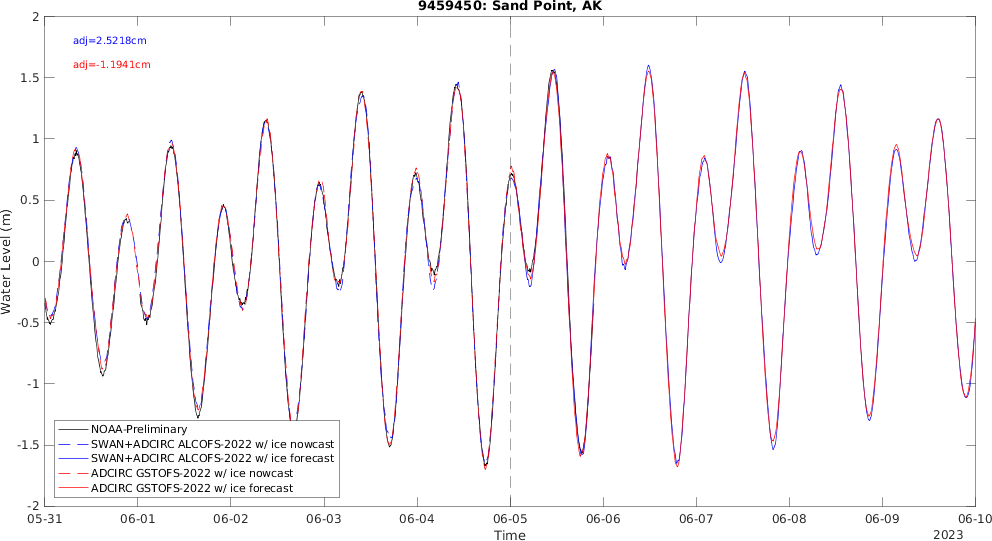 9459450: Sand Point, AK
adj=2.5218cm
adj=-1.1941cm
2
1.5
1
0.5
0
-0.5
-1
-1.5
-2
Water Level (m)
NOAA-Preliminary
SWAN+ADCIRC ALCOFS-2022 w/ ice nowcast
SWAN+ADCIRC ALCOFS-2022 w/ ice forecast
ADCIRC GSTOFS-2022 w/ ice nowcast
ADCIRC GSTOFS-2022 w/ ice forecast
05-31 06-01 06-02 06-03 06-04 06-05 06-06 06-07 06-08 06-09 06-10
Time
2023